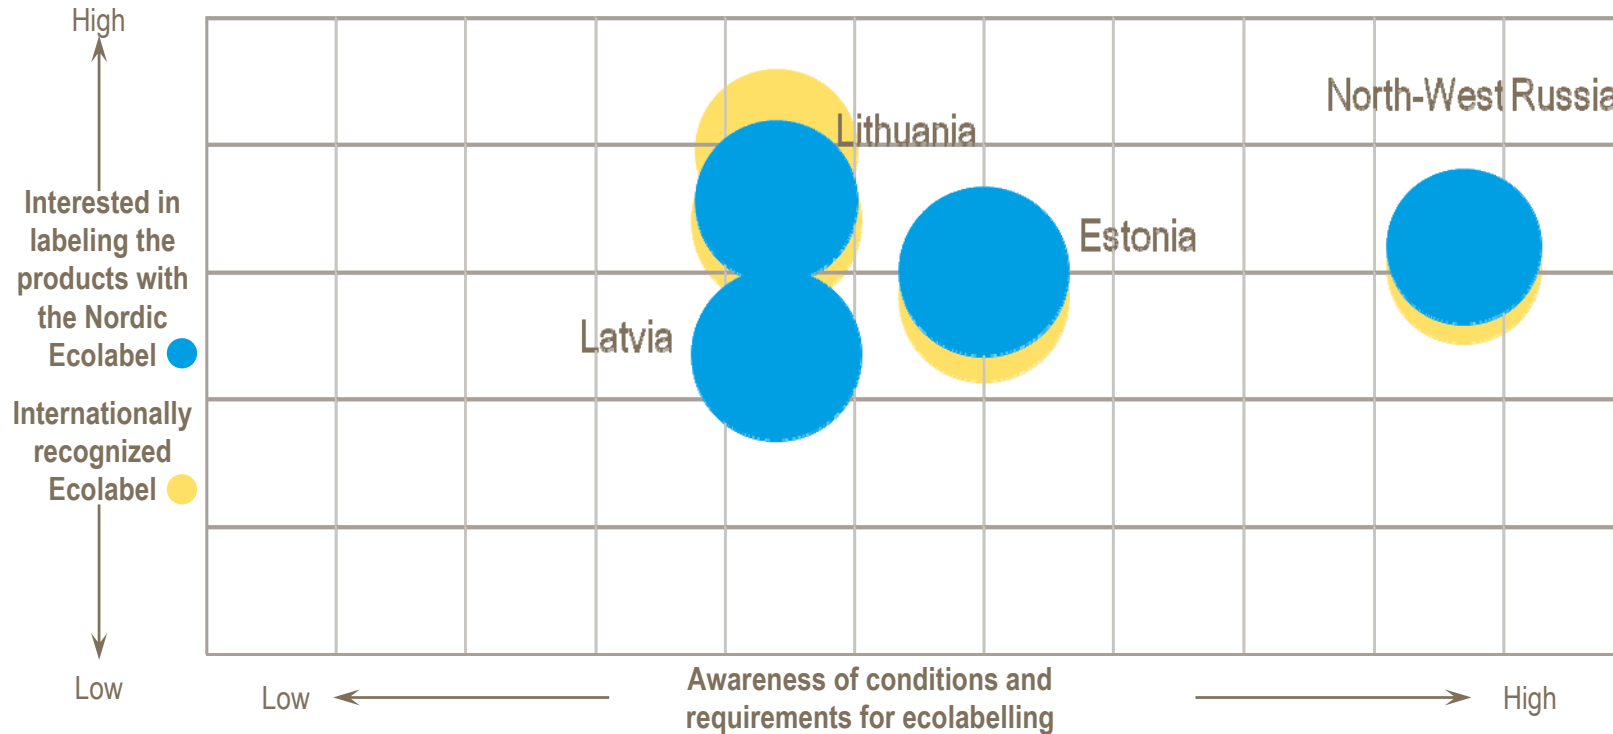 High
North-West Russia
Lithuania
Interested in
labeling the
products with
the Nordic
Ecolabel
Estonia
Latvia
Internationally
recognized
Ecolabel
Low
Low
Awareness of conditions and
requirements for ecolabelling
High